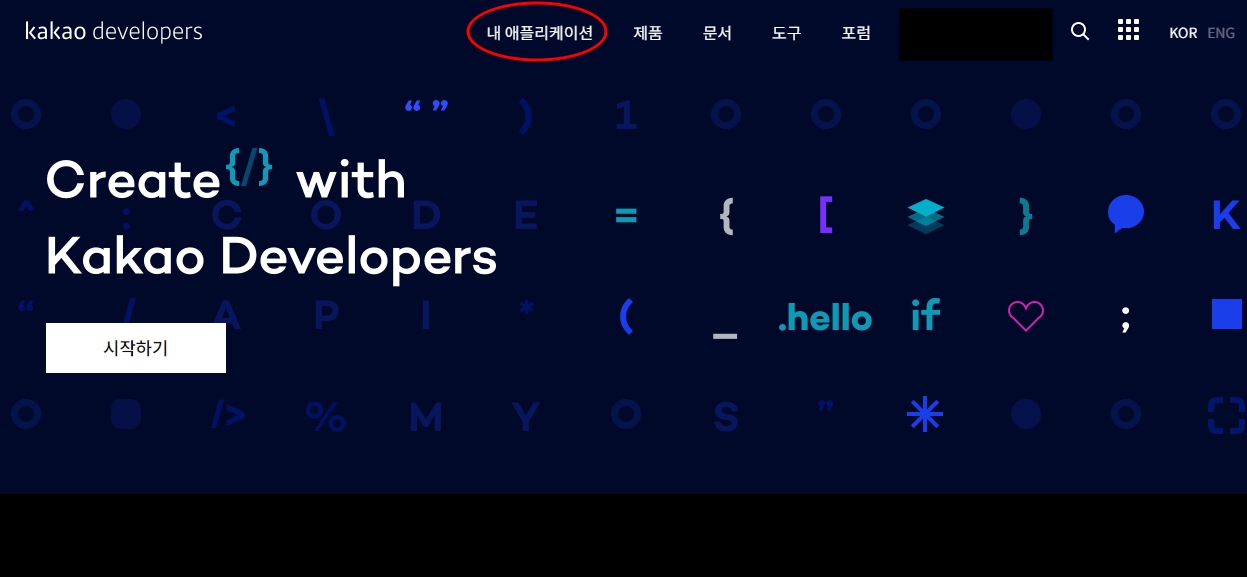 kakao developers 내 애플리케이션 제품 문서 도구 포럼 KOR ENG
< \ “ ” ) 1
Create{/} with
^ : C O D E = { [ } K
Kakao Developers
“ / A P I * ( _ .hello if ;
시작하기
/> % M Y S ”